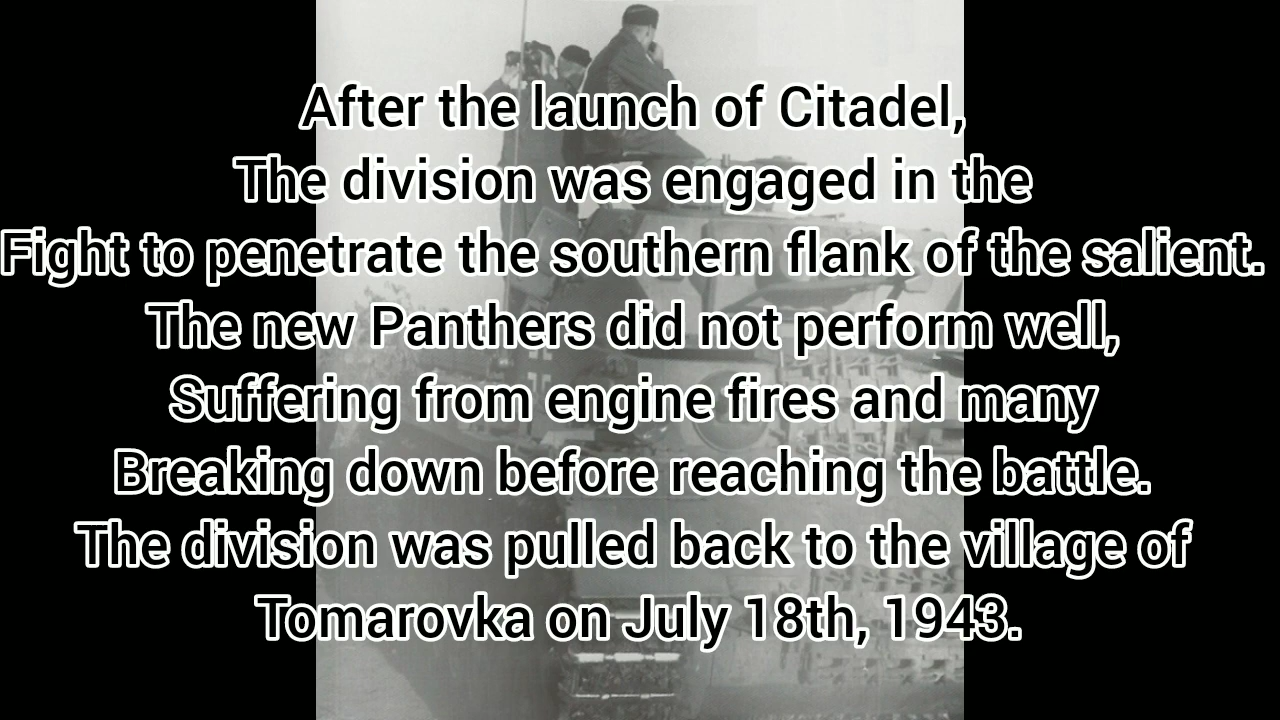 After the launch of Citadel,
The division was engaged in the
Fight to penetrate the southern flank of the salient.
The new Panthers did not perform well,
Suffering from engine fires and many
Breaking down before reaching the battle.
The division was pulled back to the village of
Tomarovka on July 18th, 1943.